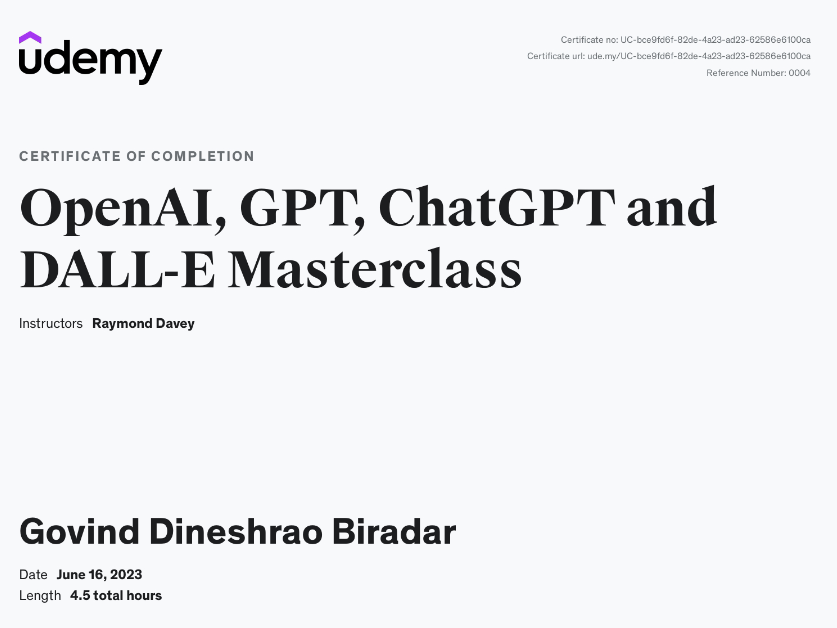 udemy
Certificate no: UC-bce9fd6f-82de-4a23-ad23-62586e6100ca
Certificate url: ude.my/UC-bce9fd6f-82de-4a23-ad23-62586e6100ca
Reference Number: 0004
CERTIFICATE OF COMPLETION
OpenAI, GPT, ChatGPT and
DALL-E Masterclass
Instructors Raymond Davey
Govind Dineshrao Biradar
Date June 16, 2023
Length 4.5 total hours